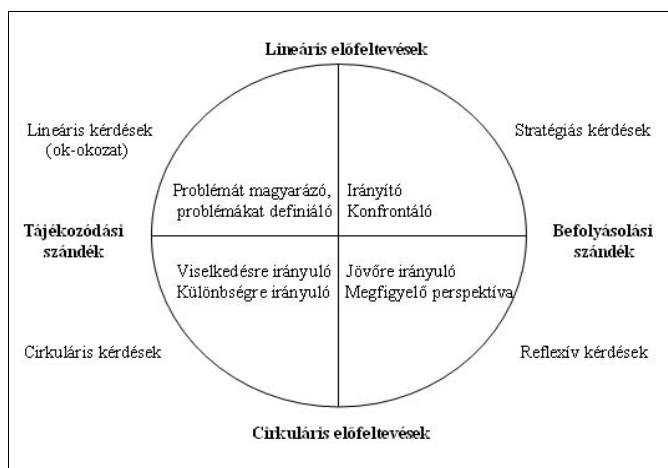 Lineáris előfeltevések
Lineáris kérdések
(ok-okozat)
Stratégiás kérdések
Problémát magyarázó,
problémákat definiáló
Irányító
Konfrontáló
Tájékozódási
szándék
Befolyásolási
szándék
Viselkedésre irányuló
Különbségre irányuló
Jövőre irányuló
Megfigyelő perspektíva
Cirkuláris kérdések
Reflexív kérdések
Cirkuláris előfeltevések